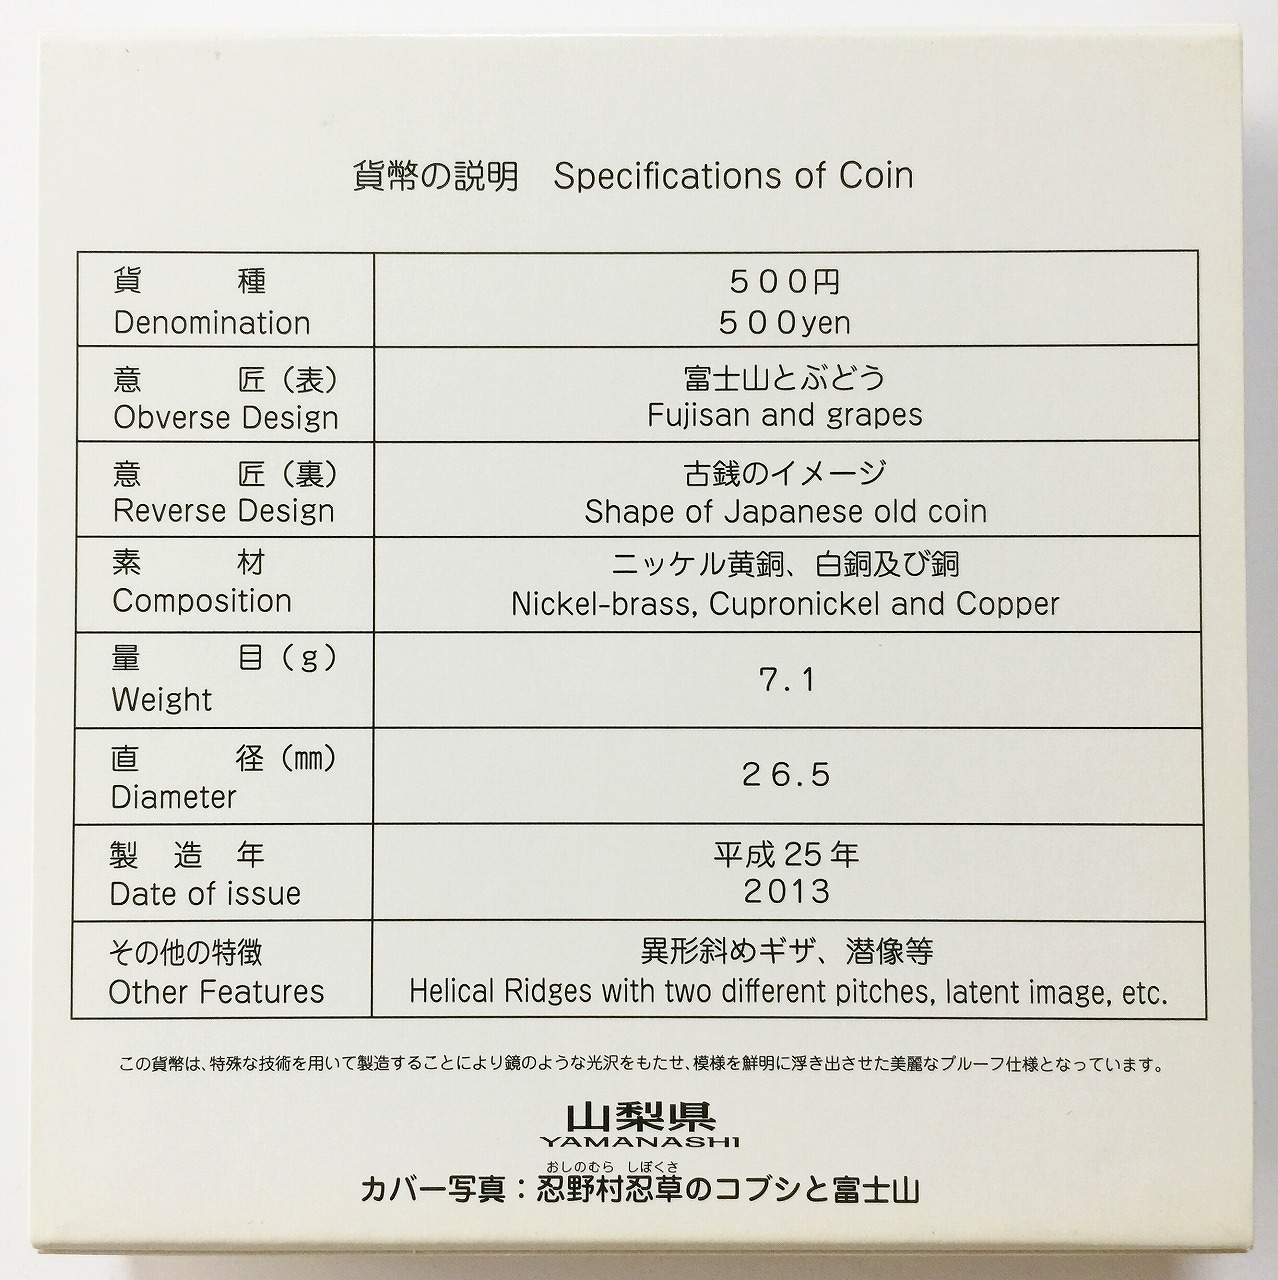 貨幣の説明　Specifications of Coin
貨種
Denomination
５００円
５００yen
意匠（表）
Obverse Design
富士山とぶどう
Fujisan and grapes
意匠（裏）
Reverse Design
古銭のイメージ
Shape of Japanese old coin
素材
Composition
ニッケル黄銅、白銅及び銅
Nickel-brass, Cupronickel and Copper
量目（ｇ）
Weight
７.１
直径（㎜）
Diameter
２６.５
製造年
Date of issue
平成25年
2013
その他の特徴
Other Features
異形斜めギザ、潜像等
Helical Ridges with two different pitches, latent image, etc.
この貨幣は、特殊な技術を用いて製造することにより鏡のような光沢をもたせ、模様を鮮明に浮き出させた美麗なプルーフ仕様となっています。
山梨県
YAMANASHI
おしのむら しぼくさ
カバー写真：忍野村忍草のコブシと富士山